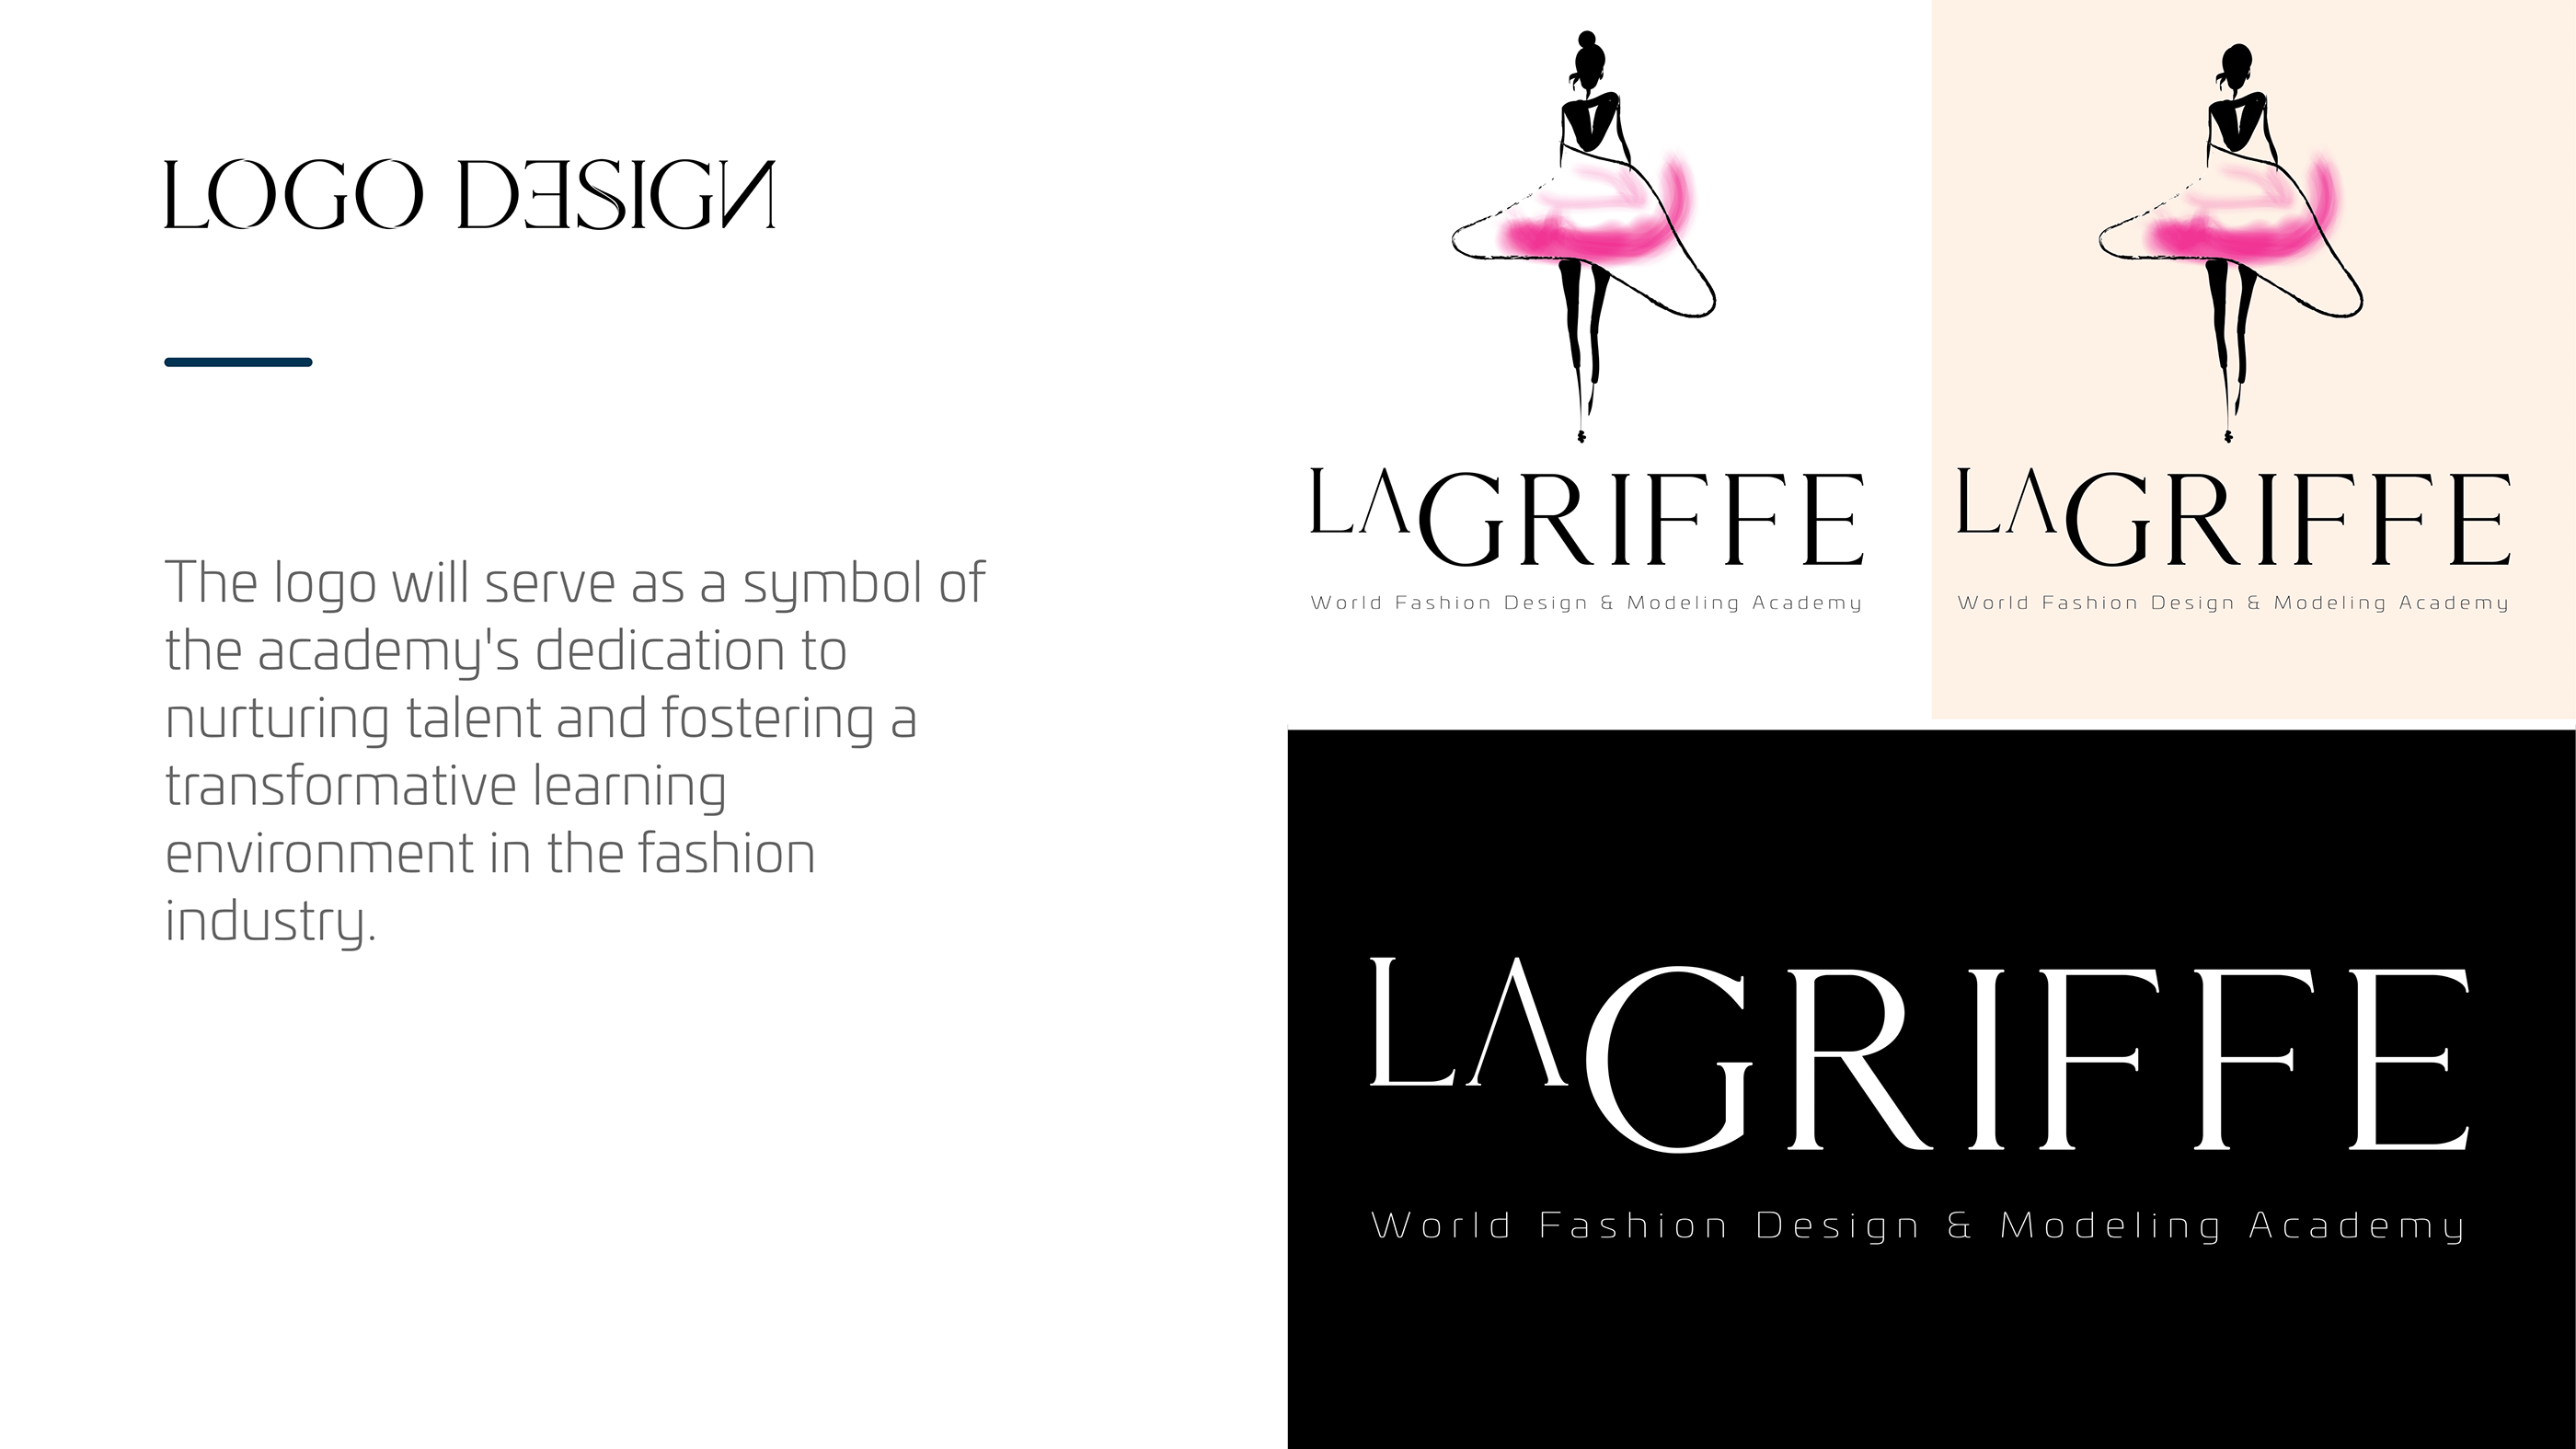 LOGO DESIGN
The logo will serve as a symbol of
the academy's dedication to
nurturing talent and fostering a
transformative learning
environment in the fashion
industry.
LAGRIFFE
World Fashion Design & Modeling Academy
LAGRIFFE
World Fashion Design & Modeling Academy
LAGRIFFE
World Fashion Design & Modeling Academy